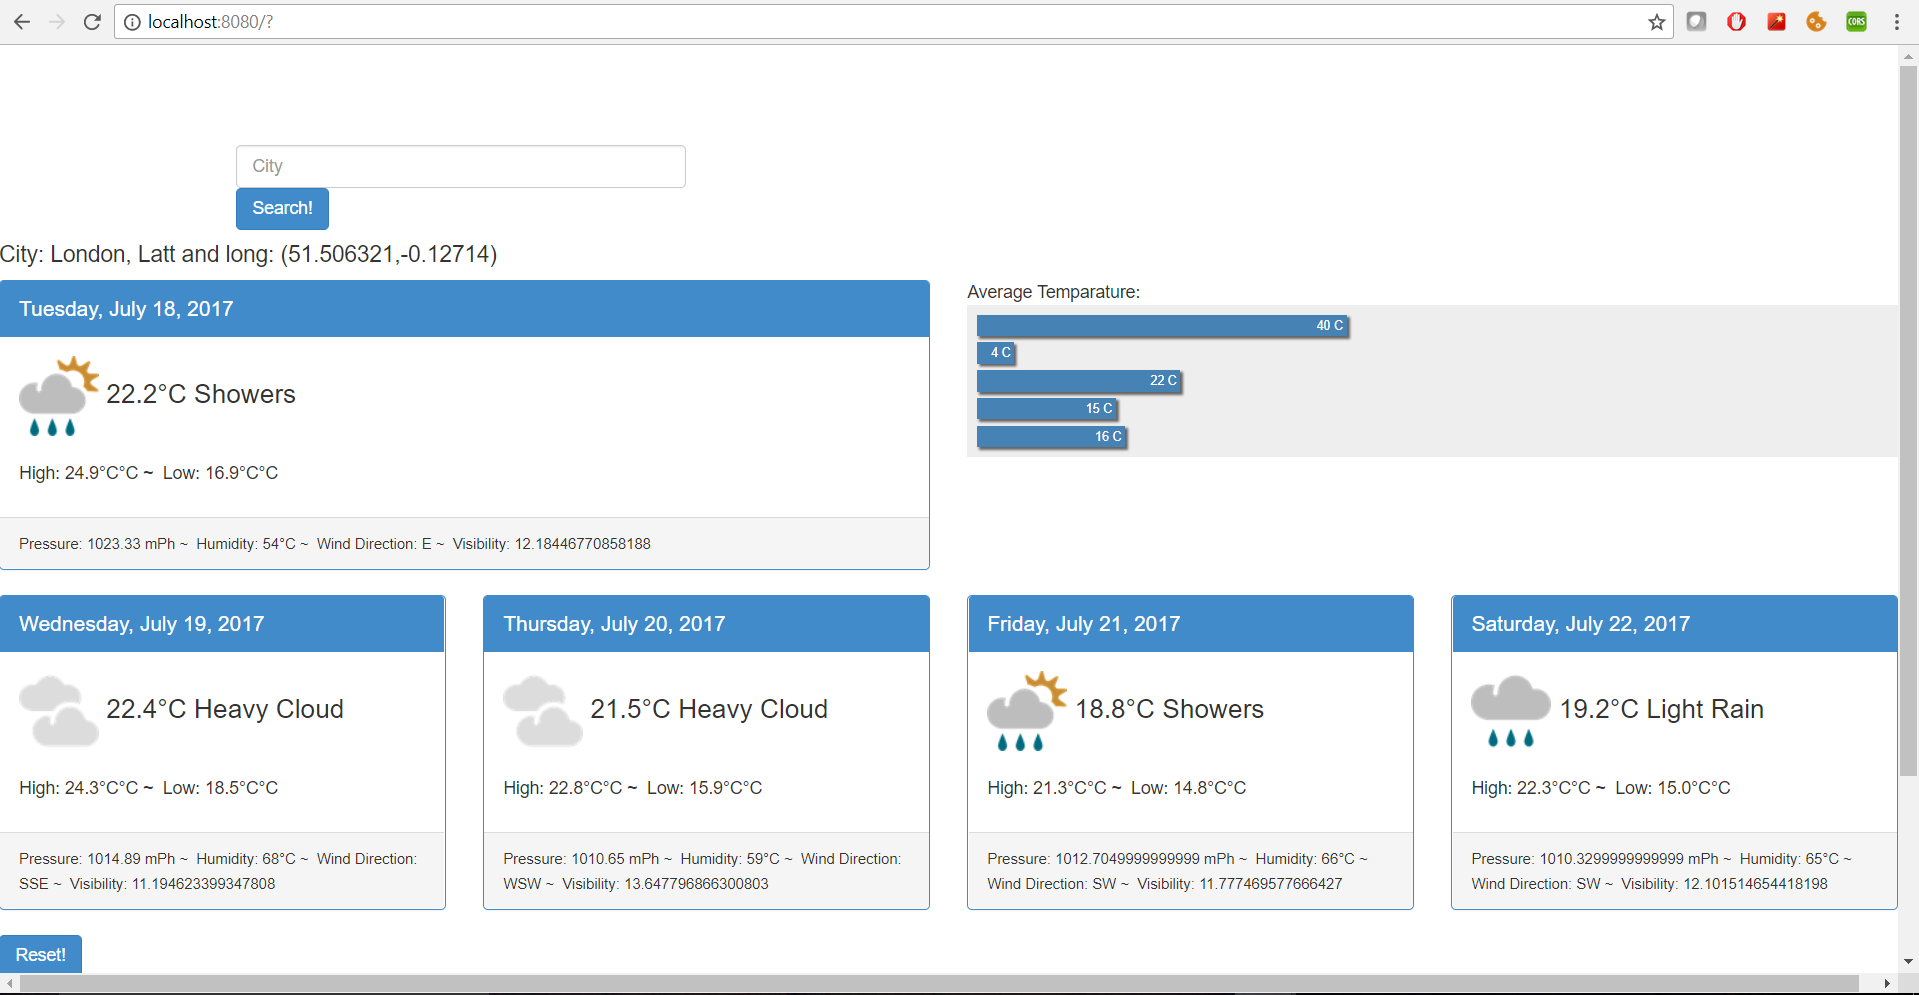 localhost:8080/?
CORS
City
Search!
City: London, Latt and long: (51.506321,-0.12714)
Tuesday, July 18, 2017
22.2°C Showers
High: 24.9°C°C ~ Low: 16.9°C°C
Pressure: 1023.33 mPh ~ Humidity: 54°C ~ Wind Direction: E ~ Visibility: 12.18446770858188
Average Temparature:
40 C
4 C
22 C
15 C
16 C
Wednesday, July 19, 2017
22.4°C Heavy Cloud
High: 24.3°C°C ~ Low: 18.5°C°C
Pressure: 1014.89 mPh ~ Humidity: 68°C ~ Wind Direction:
SSE ~ Visibility: 11.194623399347808
Thursday, July 20, 2017
21.5°C Heavy Cloud
High: 22.8°C°C ~ Low: 15.9°C°C
Pressure: 1010.65 mPh ~ Humidity: 59°C ~ Wind Direction:
WSW ~ Visibility: 13.647796866300803
Friday, July 21, 2017
18.8°C Showers
High: 21.3°C°C ~ Low: 14.8°C°C
Pressure: 1012.7049999999999 mPh ~ Humidity: 66°C ~
Wind Direction: SW ~ Visibility: 11.777469577666427
Saturday, July 22, 2017
19.2°C Light Rain
High: 22.3°C°C ~ Low: 15.0°C°C
Pressure: 1010.3299999999999 mPh ~ Humidity: 65°C ~
Wind Direction: SW ~ Visibility: 12.101514654418198
Reset!